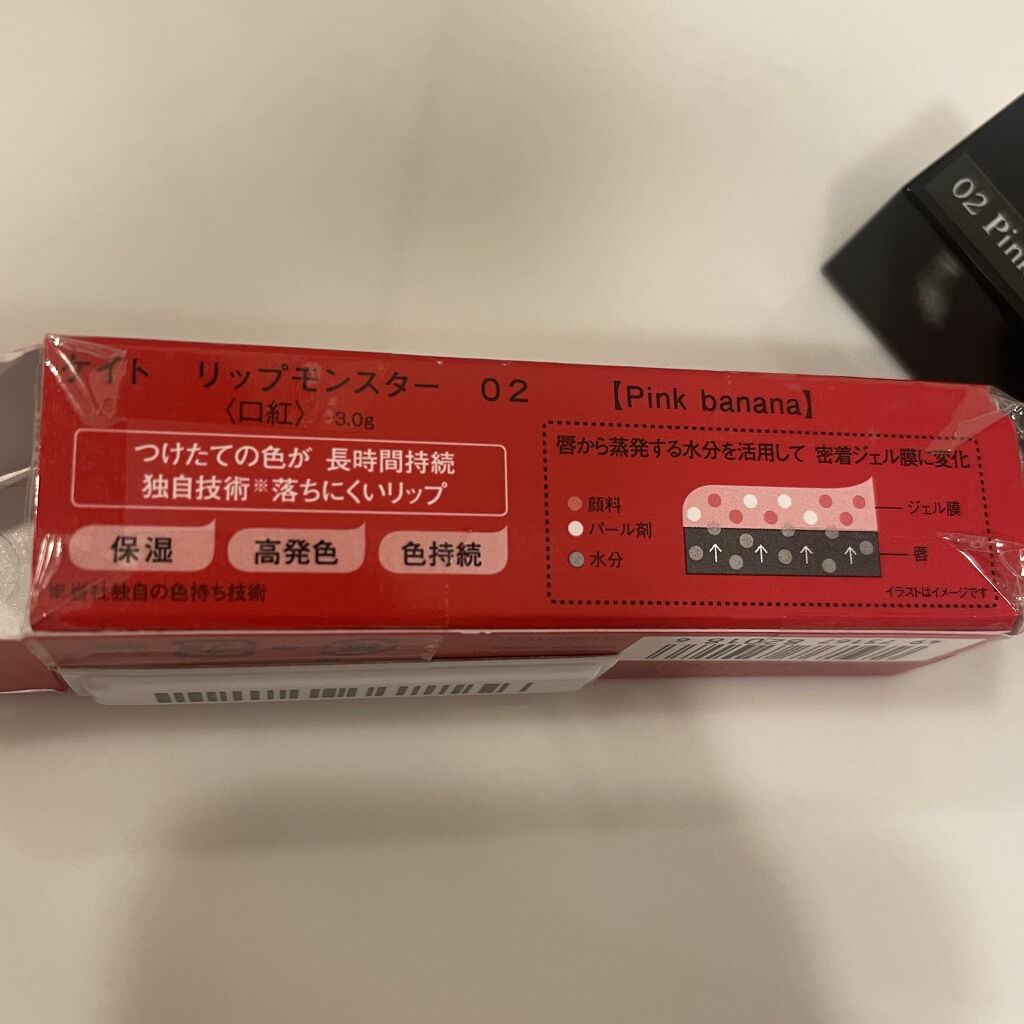 ケイト リップモンスター 02 【Pink banana】
〈口紅〉 3.0g
つけたての色が 長時間持続
独自技術※落ちにくいリップ
保湿 高発色 色持続
※当社独自の色持ち技術
唇から蒸発する水分を活用して 密着ジェル膜に変化
顔料
パール剤
水分
ジェル膜
唇
イラストはイメージです
02 Pink